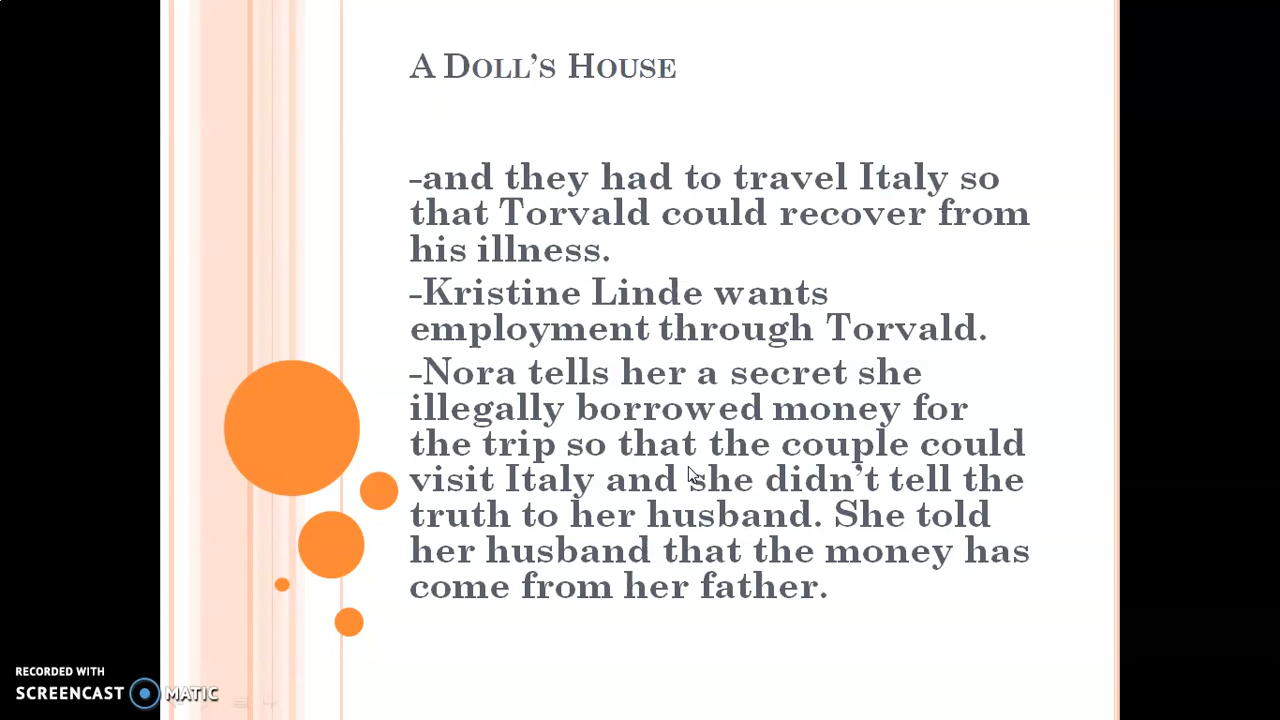 A DOLL'S HOUSE
-and they had to travel Italy so
that Torvald could recover from
his illness.
-Kristine Linde wants
employment through Torvald.
-Nora tells her a secret she
illegally borrowed money for
the trip so that the couple could
visit Italy and she didn't tell the
truth to her husband. She told
her husband that the money has
come from her father.
RECORDED WITH
SCREENCAST MATIC